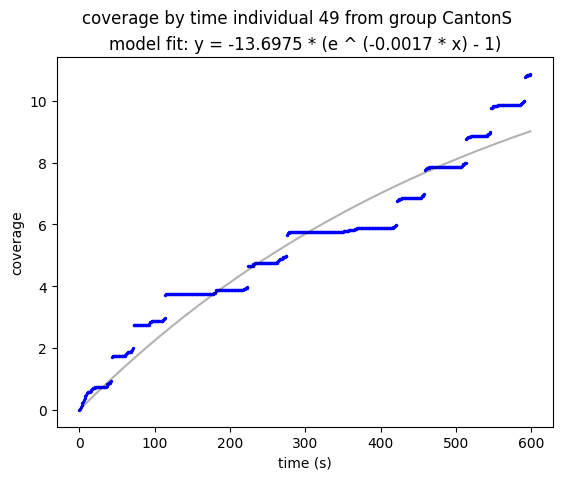 coverage by time individual 49 from group CantonS
model fit: y = -13.6975 * (e ^ (-0.0017 * x) - 1)
10
8
6
4
2
0
coverage
0 100 200 300 400 500 600
time (s)